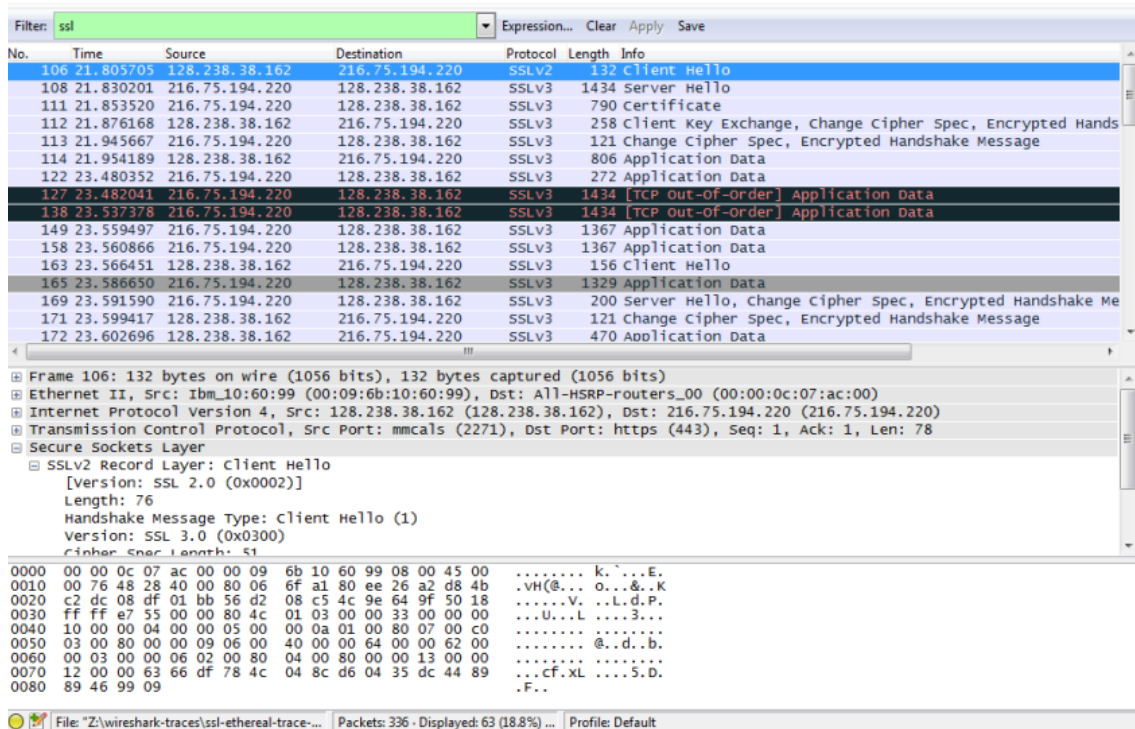 Filter: ssl Expression... Clear Apply Save
No. Time Source Destination Protocol Length Info
106 21.805705 128.238.38.162 216.75.194.220 SSLv2 132 Client Hello
108 21.830201 216.75.194.220 128.238.38.162 SSLv3 1434 Server Hello
111 21.853520 216.75.194.220 128.238.38.162 SSLv3 790 Certificate
112 21.876168 128.238.38.162 216.75.194.220 SSLv3 258 Client Key Exchange, Change Cipher Spec, Encrypted Hands
113 21.945667 216.75.194.220 128.238.38.162 SSLv3 121 Change Cipher Spec, Encrypted Handshake Message
114 21.954189 128.238.38.162 216.75.194.220 SSLv3 806 Application Data
122 23.480352 216.75.194.220 128.238.38.162 SSLv3 272 Application Data
127 23.482041 216.75.194.220 128.238.38.162 SSLv3 1434 [TCP Out-Of-Order] Application Data
138 23.537378 216.75.194.220 128.238.38.162 SSLv3 1434 [TCP Out-Of-Order] Application Data
149 23.559497 216.75.194.220 128.238.38.162 SSLv3 1367 Application Data
158 23.560866 216.75.194.220 128.238.38.162 SSLv3 1367 Application Data
163 23.566451 128.238.38.162 216.75.194.220 SSLv3 156 Client Hello
165 23.586650 216.75.194.220 128.238.38.162 SSLv3 1329 Application Data
169 23.591590 216.75.194.220 128.238.38.162 SSLv3 200 Server Hello, Change Cipher Spec, Encrypted Handshake Me
171 23.599417 128.238.38.162 216.75.194.220 SSLv3 121 Change Cipher Spec, Encrypted Handshake Message
172 23.602696 128.238.38.162 216.75.194.220 SSLv3 470 Application Data
Frame 106: 132 bytes on wire (1056 bits), 132 bytes captured (1056 bits)
Ethernet II, Src: Ibm_10:60:99 (00:09:6b:10:60:99), Dst: All-HSRP-routers_00 (00:00:0c:07:ac:00)
Internet Protocol Version 4, Src: 128.238.38.162 (128.238.38.162), Dst: 216.75.194.220 (216.75.194.220)
Transmission Control Protocol, Src Port: mmcals (2271), Dst Port: https (443), Seq: 1, Ack: 1, Len: 78
Secure Sockets Layer
SSLv2 Record Layer: Client Hello
[Version: SSL 2.0 (0x0002)]
Length: 76
Handshake Message Type: Client Hello (1)
Version: SSL 3.0 (0x0300)
Cipher Spec Length: 51
0000 00 00 0c 07 ac 00 00 09 6b 10 60 99 08 00 45 00 ........ k.`...E.
0010 00 76 48 28 40 00 80 06 6f a1 80 ee 26 a2 d8 4b .vH(@... o...&..K
0020 c2 dc 08 df 01 bb 56 d2 08 c5 4c 9e 64 9f 50 18 ......V. ..L.d.P.
0030 ff ff e7 55 00 00 80 4c 01 03 00 00 33 00 00 00 ...U...L ....3...
0040 10 00 00 04 00 00 05 00 00 0a 01 00 80 07 00 c0 ........ ........
0050 03 00 80 00 00 09 06 00 40 00 00 64 00 00 62 00 ........ @..d..b.
0060 00 03 00 00 06 02 00 80 04 00 80 00 00 13 00 00 ........ ........
0070 12 00 00 63 66 df 78 4c 04 8c d6 04 35 dc 44 89 ...cf.xL ....5.D.
0080 89 46 99 09 .F..
File: "Z:\wireshark-traces\ssl-ethereal-trace-... Packets: 336 · Displayed: 63 (18.8%) ... Profile: Default